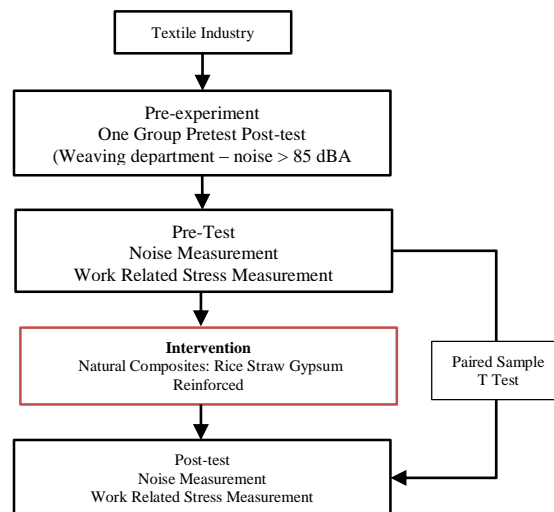 Textile Industry
Pre-experiment
One Group Pretest Post-test
(Weaving department – noise > 85 dBA
Pre-Test
Noise Measurement
Work Related Stress Measurement
Intervention
Natural Composites: Rice Straw Gypsum
Reinforced
Paired Sample
T Test
Post-test
Noise Measurement
Work Related Stress Measurement